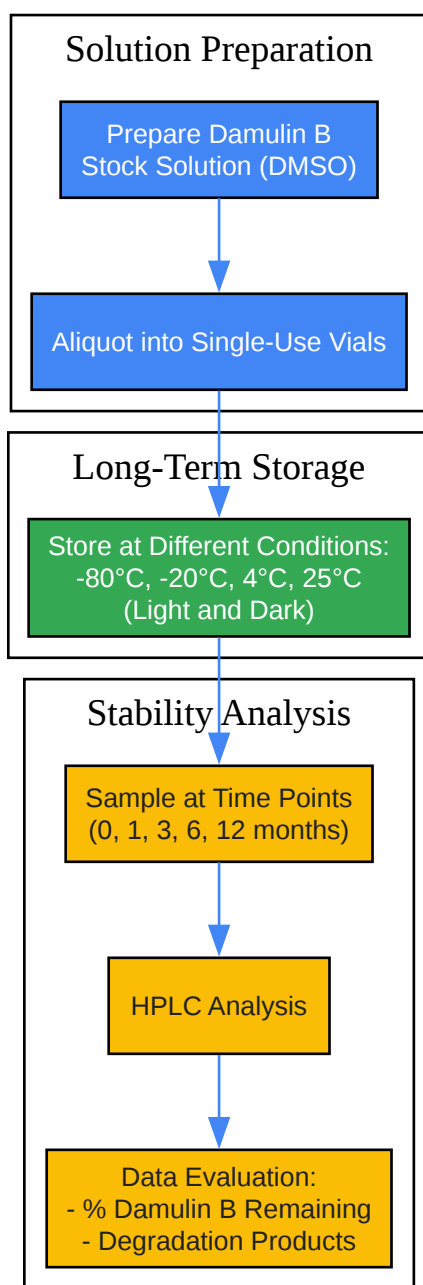 Solution Preparation
Prepare Damulin B
Stock Solution (DMSO)
Aliquot into Single-Use Vials
Long-Term Storage
Store at Different Conditions:
-80°C, -20°C, 4°C, 25°C
(Light and Dark)
Stability Analysis
Sample at Time Points
(0, 1, 3, 6, 12 months)
HPLC Analysis
Data Evaluation:
- % Damulin B Remaining
- Degradation Products